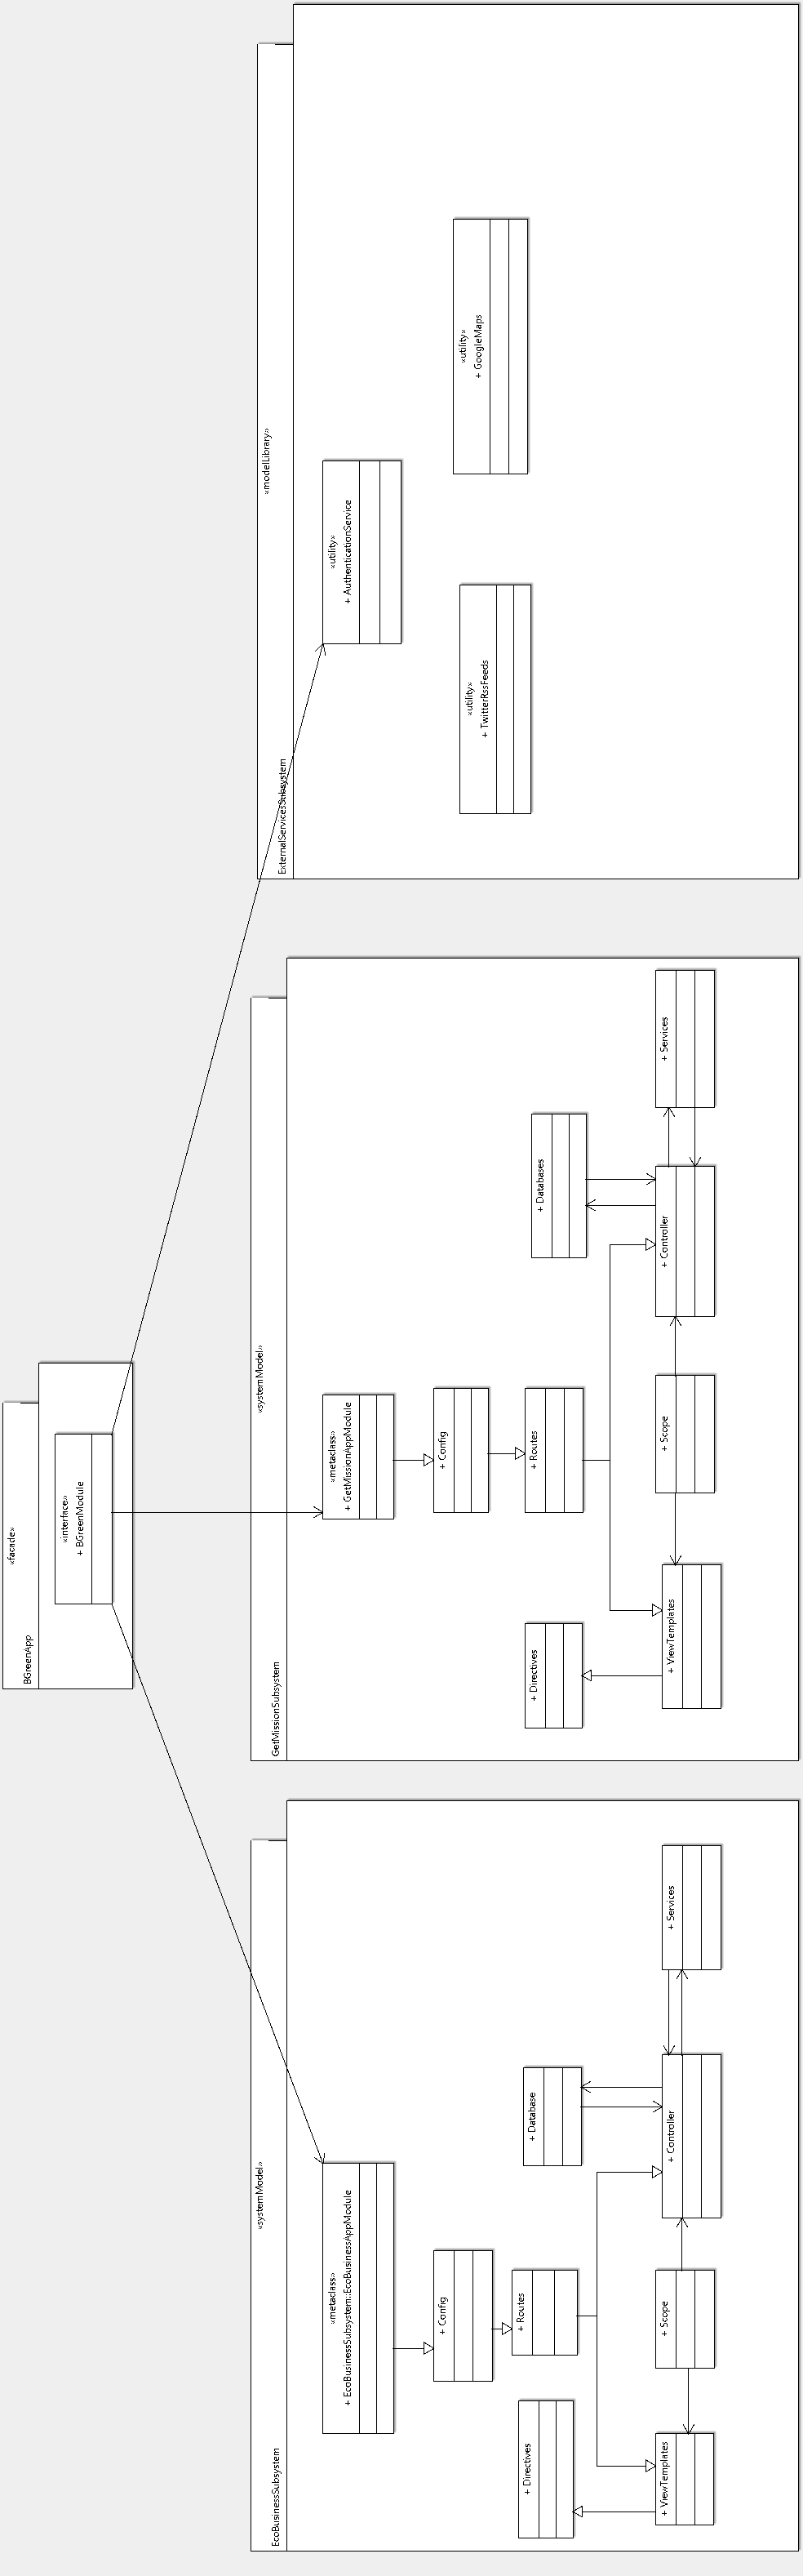 «facade»
BGreenApp
«interface»
+ BGreenModule
«systemModel»
EcoBusinessSubsystem
«metaclass»
+ EcoBusinessSubsystem::EcoBusinessAppModule
+ Config
+ Routes
+ Directives
+ Database
+ ViewTemplates
+ Scope
+ Controller
+ Services
«systemModel»
GetMissionSubsystem
«metaclass»
+ GetMissionAppModule
+ Config
+ Routes
+ Directives
+ Databases
+ ViewTemplates
+ Scope
+ Controller
+ Services
«modelLibrary»
ExternalServicesSubsystem
«utility»
+ AuthenticationService
«utility»
+ TwitterRssFeeds
«utility»
+ GoogleMaps